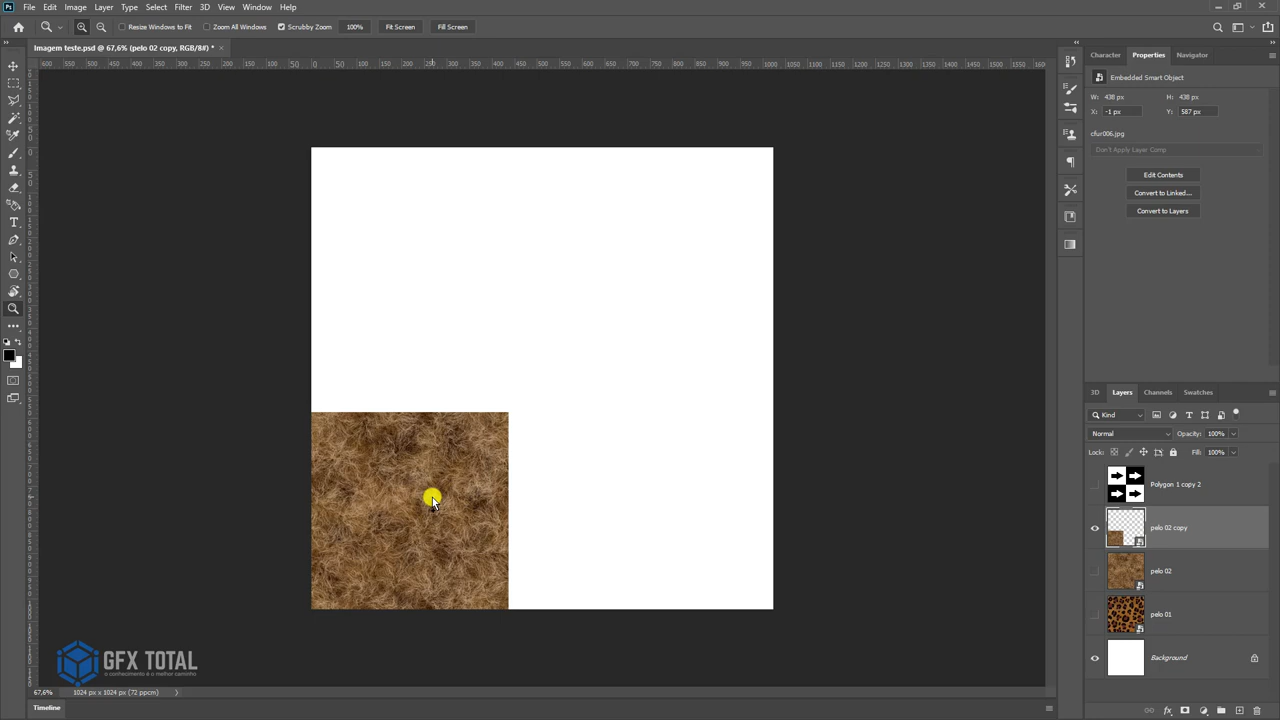 File Edit Image Layer Type Select Filter 3D View Window Help
Resize Windows to Fit Zoom All Windows Scrubby Zoom 100% Fit Screen Fill Screen
Imagem teste.psd @ 67,6% (pelo 02 copy, RGB/8#) *
Character Properties Navigator
Embedded Smart Object
W: 438 px H: 438 px
X: -1 px Y: 587 px
cfur006.jpg
Don't Apply Layer Comp
Edit Contents
Convert to Linked...
Convert to Layers
3D Layers Channels Swatches
Kind
Normal Opacity: 100%
Lock: Fill: 100%
Polygon 1 copy 2
pelo 02 copy
pelo 02
pelo 01
Background
GFX TOTAL
o conhecimento é o melhor caminho
67,6% 1024 px x 1024 px (72 ppcm)
Timeline